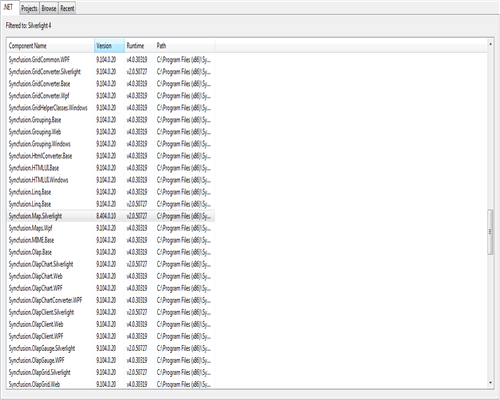 .NET Projects Browse Recent
Filtered to: Silverlight 4
Component Name Version Runtime Path
Syncfusion.GridCommon.WPF 9.104.0.20 v4.0.30319 C:\Program Files (x86)\Sy...
Syncfusion.GridConverter.Silverlight 9.104.0.20 v2.0.50727 C:\Program Files (x86)\Sy...
Syncfusion.GridConverter.Base 9.104.0.20 v4.0.30319 C:\Program Files (x86)\Sy...
Syncfusion.GridConverter.Wpf 9.104.0.20 v4.0.30319 C:\Program Files (x86)\Sy...
Syncfusion.GridHelperClasses.Windows 9.104.0.20 v4.0.30319 C:\Program Files (x86)\Sy...
Syncfusion.Grouping.Base 9.104.0.20 v4.0.30319 C:\Program Files (x86)\Sy...
Syncfusion.Grouping.Web 9.104.0.20 v4.0.30319 C:\Program Files (x86)\Sy...
Syncfusion.Grouping.Windows 9.104.0.20 v4.0.30319 C:\Program Files (x86)\Sy...
Syncfusion.HtmlConverter.Base 9.104.0.20 v4.0.30319 C:\Program Files (x86)\Sy...
Syncfusion.HTMLUI.Base 9.104.0.20 v4.0.30319 C:\Program Files (x86)\Sy...
Syncfusion.HTMLUI.Windows 9.104.0.20 v4.0.30319 C:\Program Files (x86)\Sy...
Syncfusion.Linq.Base 9.104.0.20 v4.0.30319 C:\Program Files (x86)\Sy...
Syncfusion.Linq.Base 9.104.0.20 v2.0.50727 C:\Program Files (x86)\Sy...
Syncfusion.Map.Silverlight 8.404.0.10 v2.0.50727 C:\Program Files (x86)\Sy...
Syncfusion.Maps.Wpf 9.104.0.20 v4.0.30319 C:\Program Files (x86)\Sy...
Syncfusion.MIME.Base 9.104.0.20 v4.0.30319 C:\Program Files (x86)\Sy...
Syncfusion.Olap.Base 9.104.0.20 v4.0.30319 C:\Program Files (x86)\Sy...
Syncfusion.OlapChart.Silverlight 9.104.0.20 v2.0.50727 C:\Program Files (x86)\Sy...
Syncfusion.OlapChart.Web 9.104.0.20 v4.0.30319 C:\Program Files (x86)\Sy...
Syncfusion.OlapChart.WPF 9.104.0.20 v4.0.30319 C:\Program Files (x86)\Sy...
Syncfusion.OlapChartConverter.WPF 9.104.0.20 v4.0.30319 C:\Program Files (x86)\Sy...
Syncfusion.OlapClient.Silverlight 9.104.0.20 v2.0.50727 C:\Program Files (x86)\Sy...
Syncfusion.OlapClient.Web 9.104.0.20 v4.0.30319 C:\Program Files (x86)\Sy...
Syncfusion.OlapClient.WPF 9.104.0.20 v4.0.30319 C:\Program Files (x86)\Sy...
Syncfusion.OlapGauge.Silverlight 9.104.0.20 v2.0.50727 C:\Program Files (x86)\Sy...
Syncfusion.OlapGauge.WPF 9.104.0.20 v4.0.30319 C:\Program Files (x86)\Sy...
Syncfusion.OlapGrid.Silverlight 9.104.0.20 v2.0.50727 C:\Program Files (x86)\Sy...
Syncfusion.OlapGrid.Web 9.104.0.20 v4.0.30319 C:\Program Files (x86)\Sy...